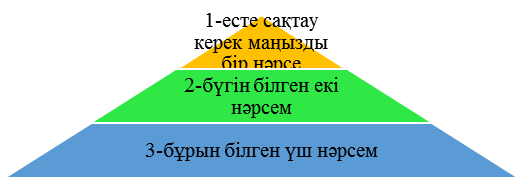 1-есте сақтау
керек маңызды
бір нәрсе
2-бүгін білген екі
нәрсем
3-бұрын білген үш нәрсем